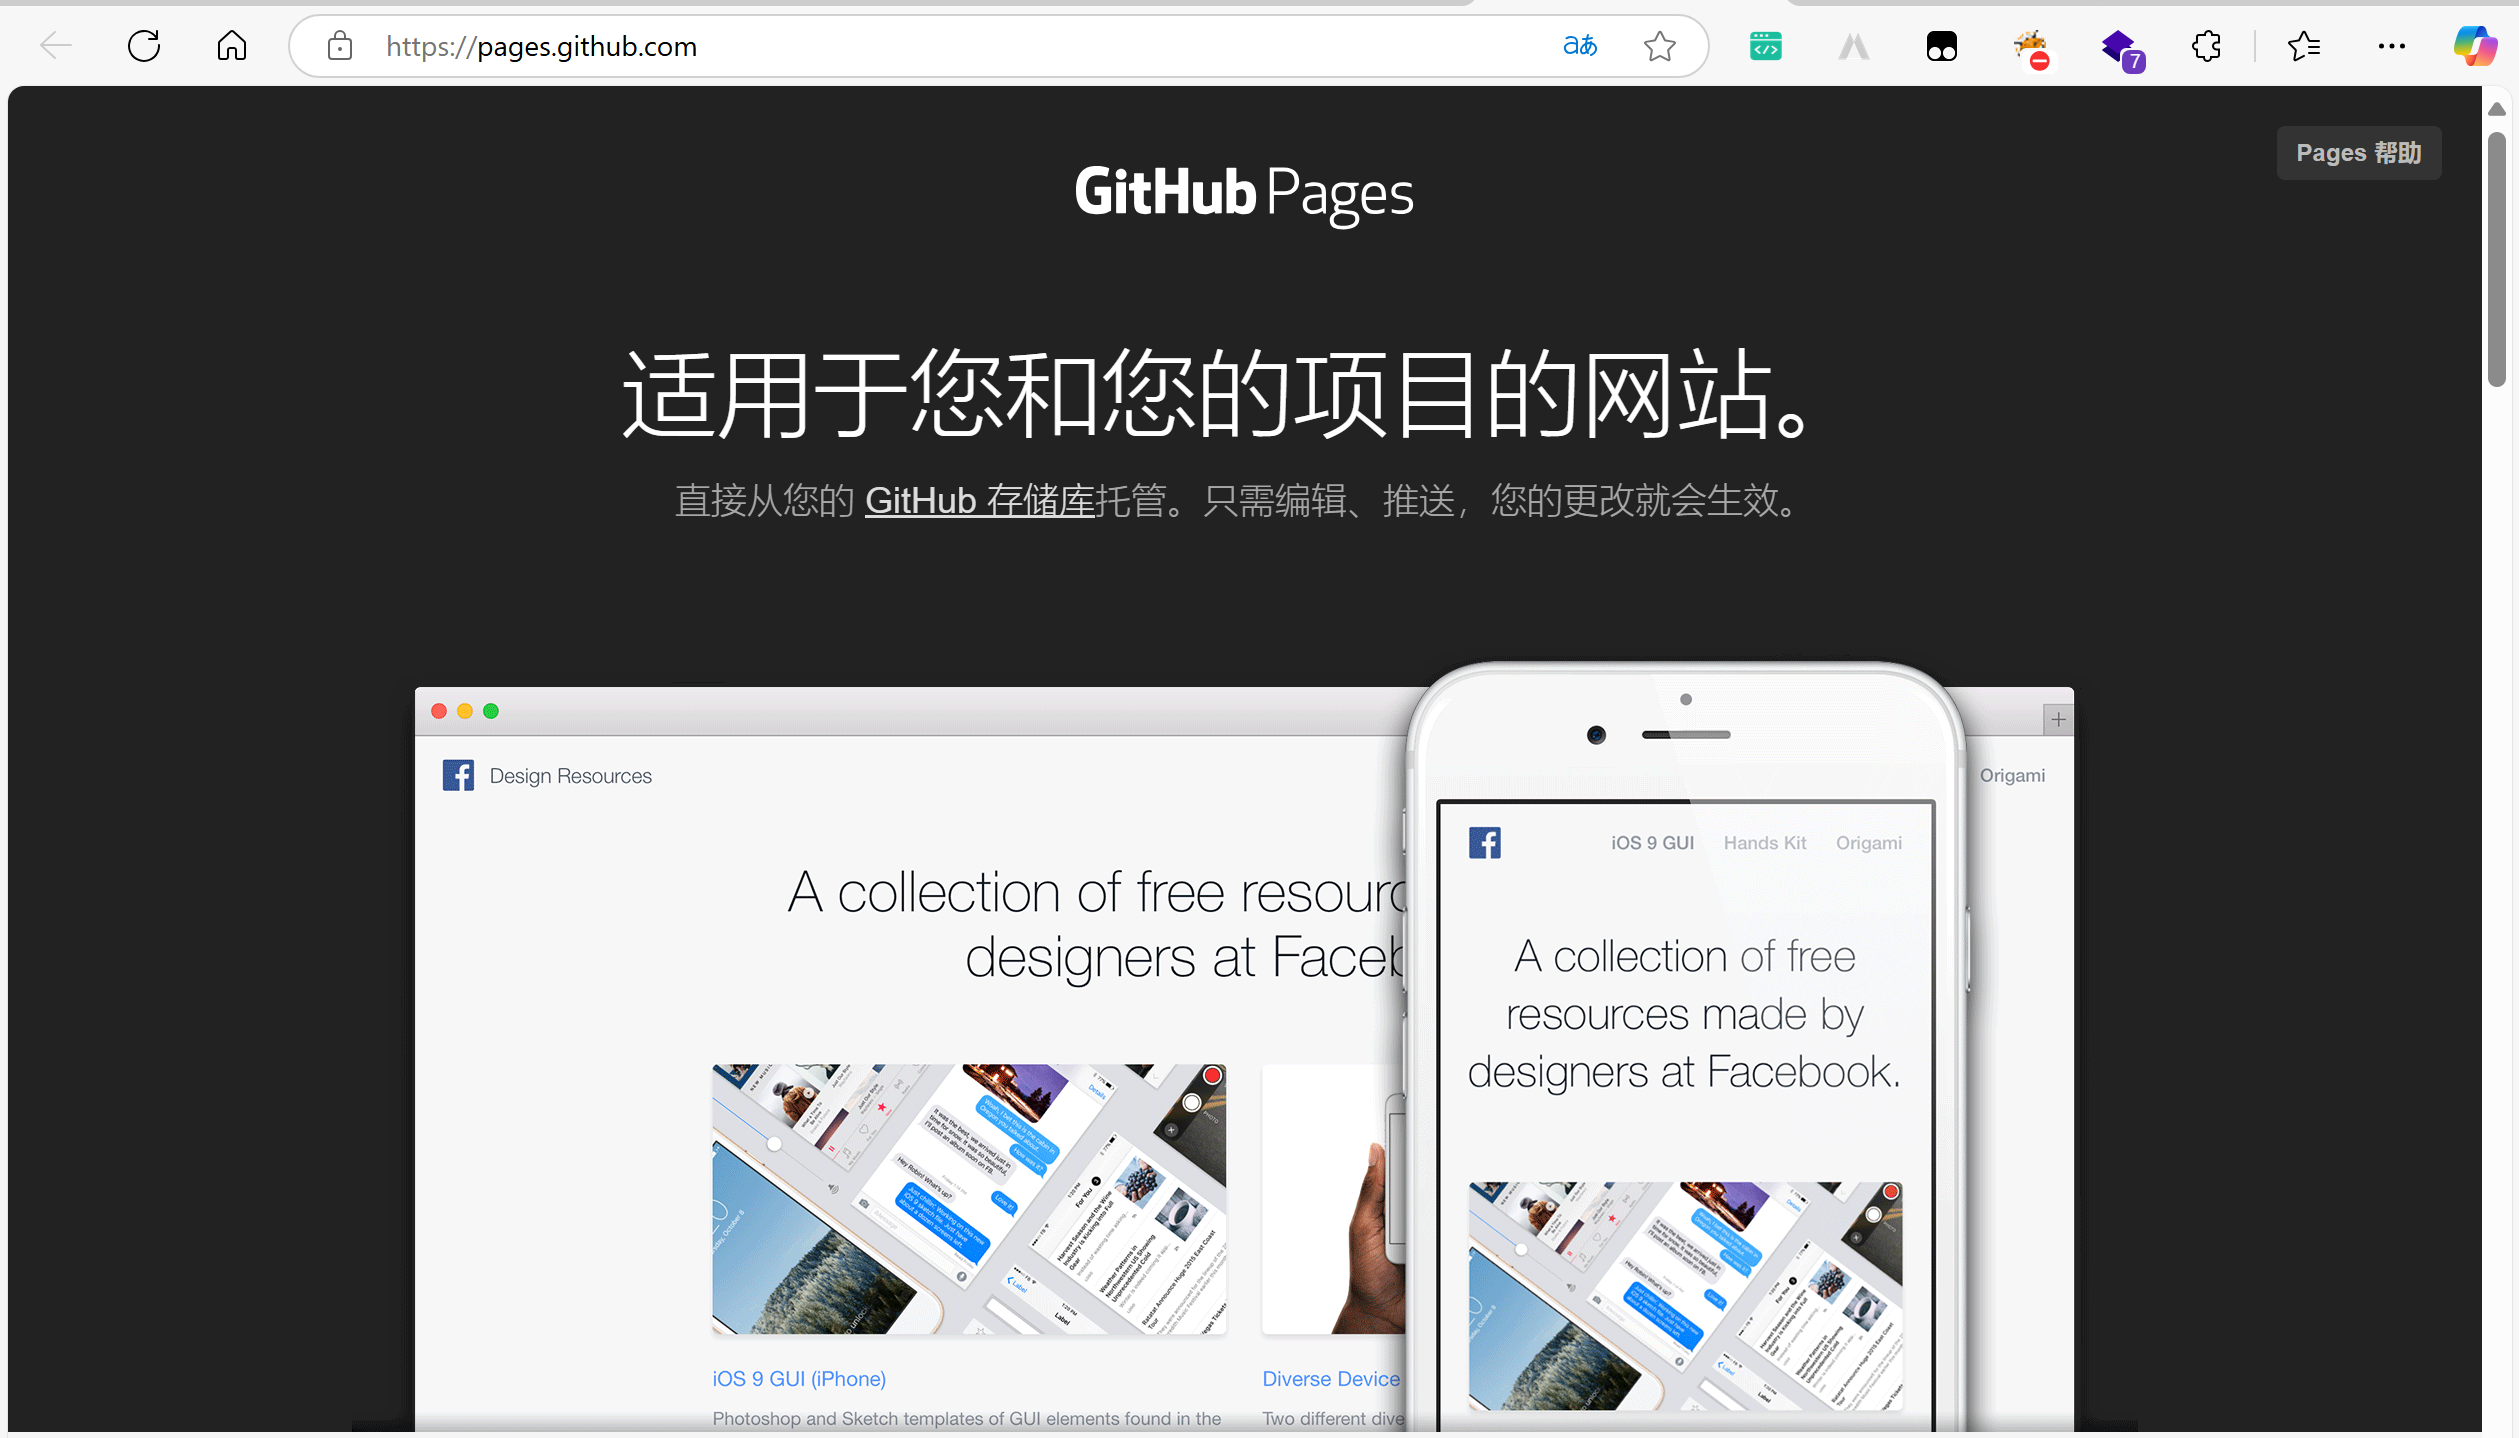 https://pages.github.com
aあ
7
Pages 帮助
GitHub Pages
适用于您和您的项目的网站。
直接从您的 GitHub 存储库托管。只需编辑、推送，您的更改就会生效。
Design Resources
Origami
A collection of free resourc
designers at Faceb
iOS 9 GUI Hands Kit Origami
A collection of free
resources made by
designers at Facebook.
iOS 9 GUI (iPhone)
Diverse Device
Photoshop and Sketch templates of GUI elements found in the
Two different dive